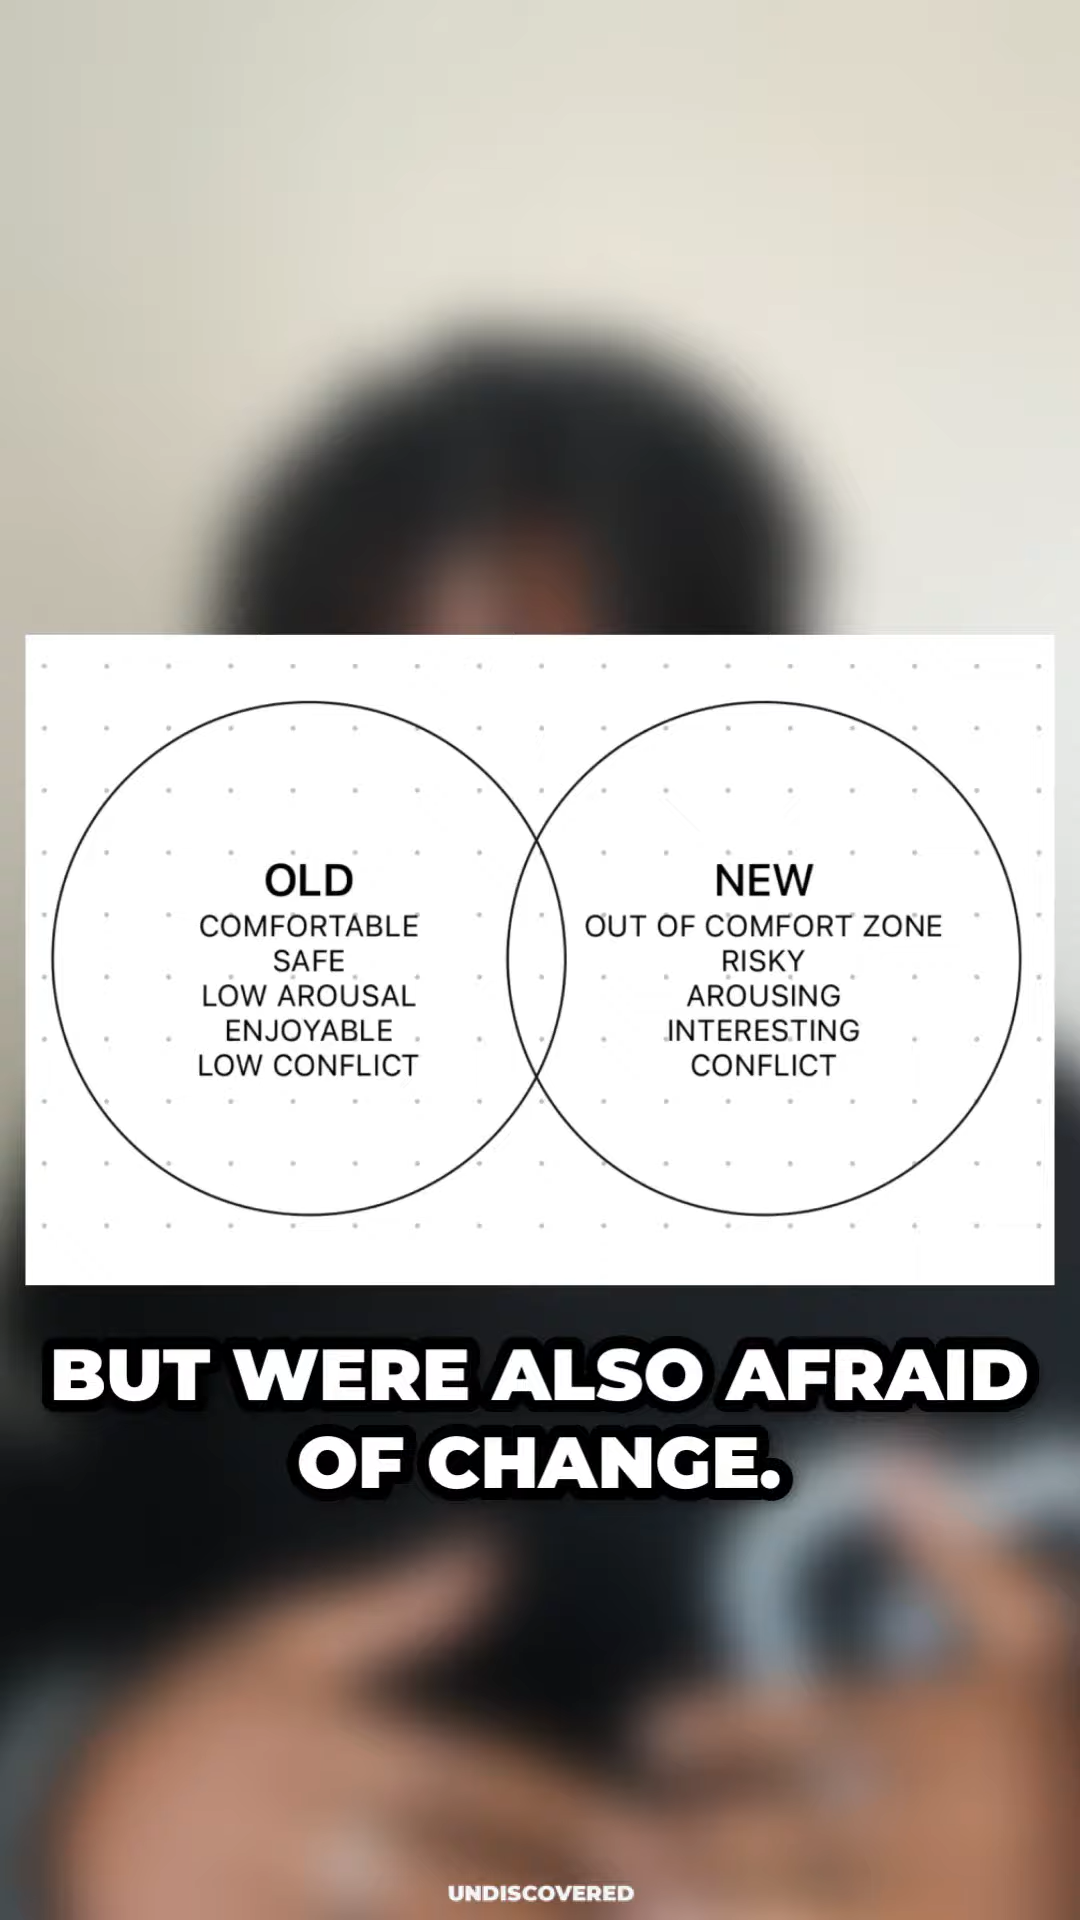 OLD
COMFORTABLE
SAFE
LOW AROUSAL
ENJOYABLE
LOW CONFLICT
NEW
OUT OF COMFORT ZONE
RISKY
AROUSING
INTERESTING
CONFLICT
BUT WERE ALSO AFRAID
OF CHANGE.
UNDISCOVERED